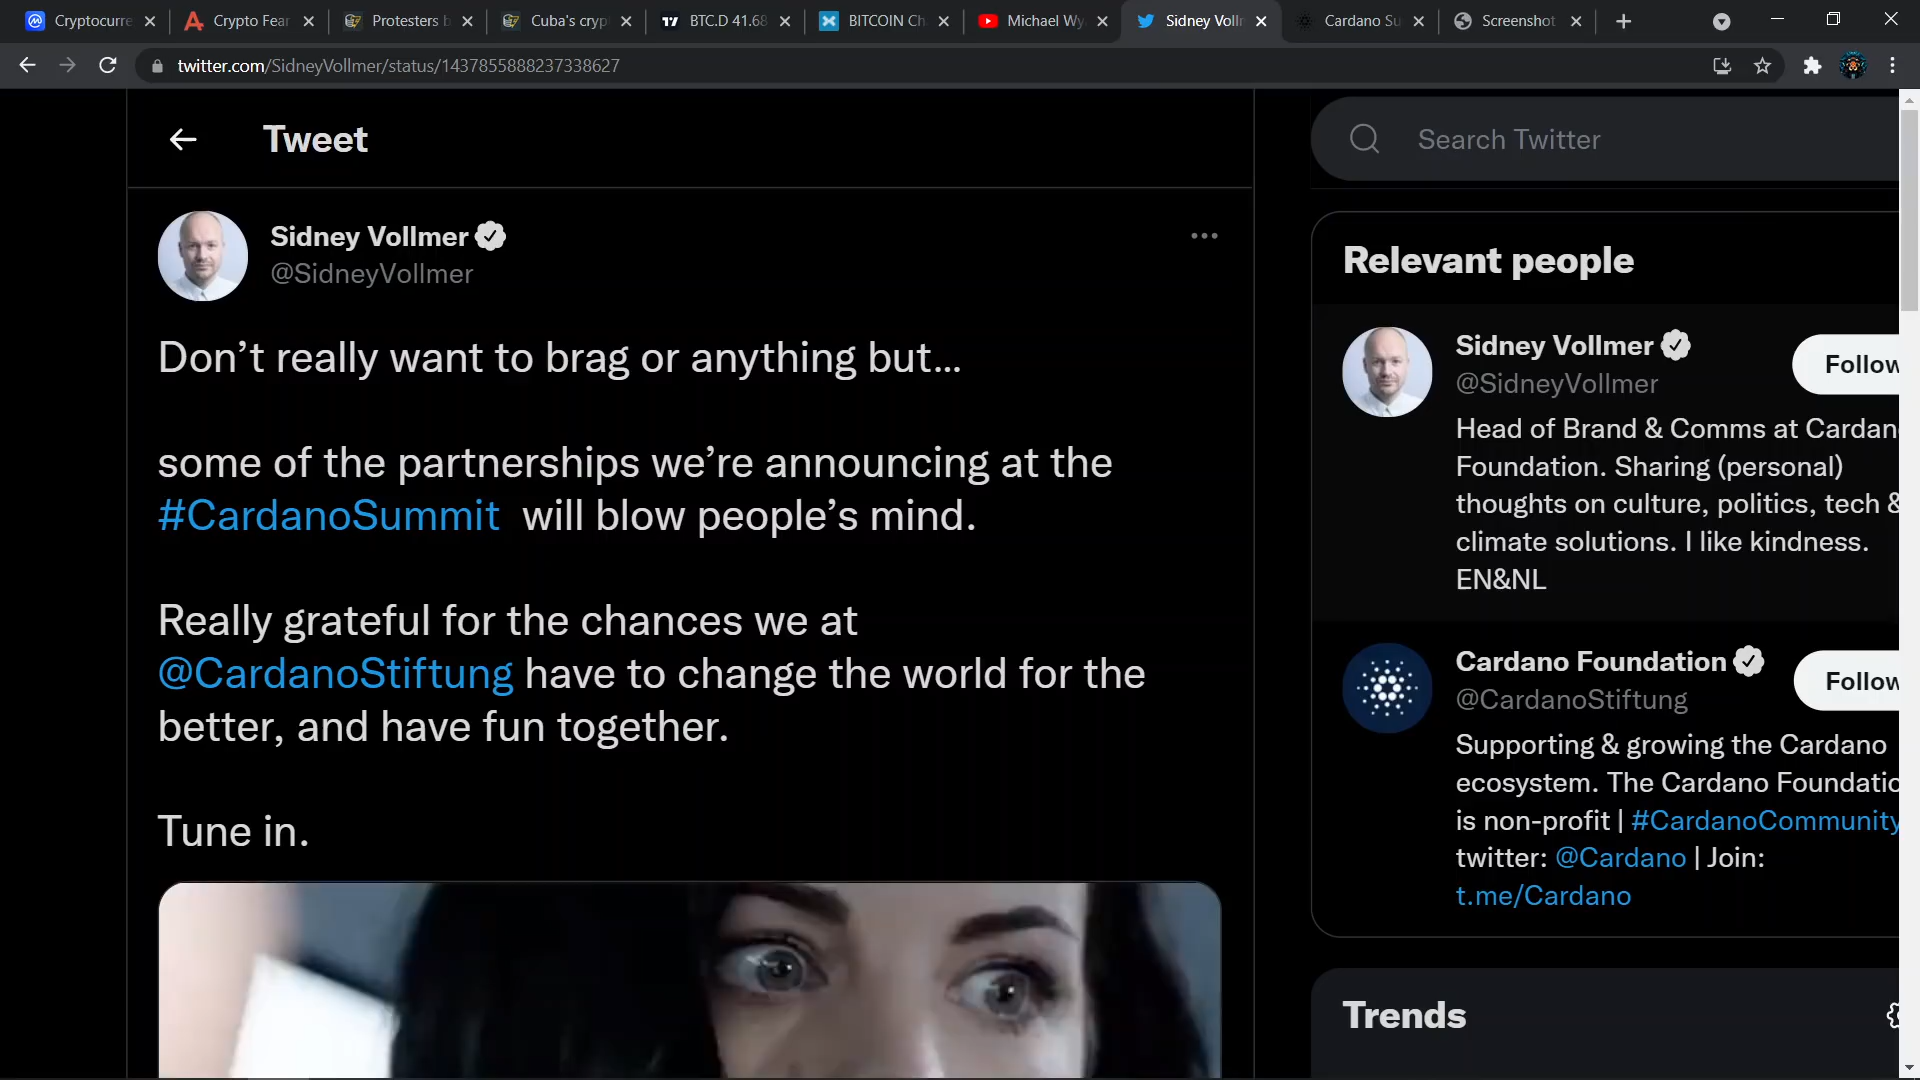 Cryptocurre
Crypto Fear
Protesters b
Cuba's cryp
BTC.D 41.68
BITCOIN Ch
Michael Wy
Sidney Vollm
Cardano Su
Screenshot
twitter.com/SidneyVollmer/status/1437855888237338627
Tweet
Sidney Vollmer
@SidneyVollmer
Don’t really want to brag or anything but...
some of the partnerships we’re announcing at the
#CardanoSummit will blow people’s mind.
Really grateful for the chances we at
@CardanoStiftung have to change the world for the
better, and have fun together.
Tune in.
Search Twitter
Relevant people
Sidney Vollmer
@SidneyVollmer
Follow
Head of Brand & Comms at Cardan
Foundation. Sharing (personal)
thoughts on culture, politics, tech &
climate solutions. I like kindness.
EN&NL
Cardano Foundation
@CardanoStiftung
Follow
Supporting & growing the Cardano
ecosystem. The Cardano Foundatio
is non-profit | #CardanoCommunity
twitter: @Cardano | Join:
t.me/Cardano
Trends